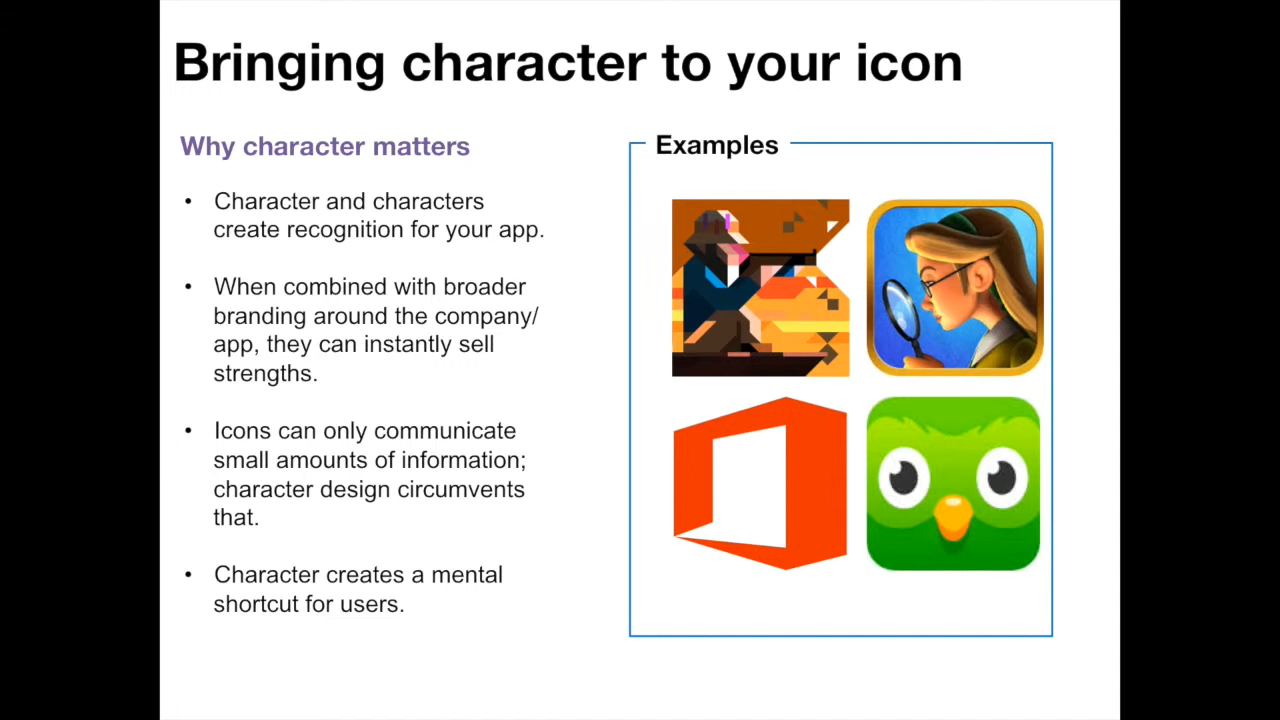 Bringing character to your icon
Why character matters
• Character and characters
create recognition for your app.
• When combined with broader
branding around the company/
app, they can instantly sell
strengths.
• Icons can only communicate
small amounts of information;
character design circumvents
that.
• Character creates a mental
shortcut for users.
Examples